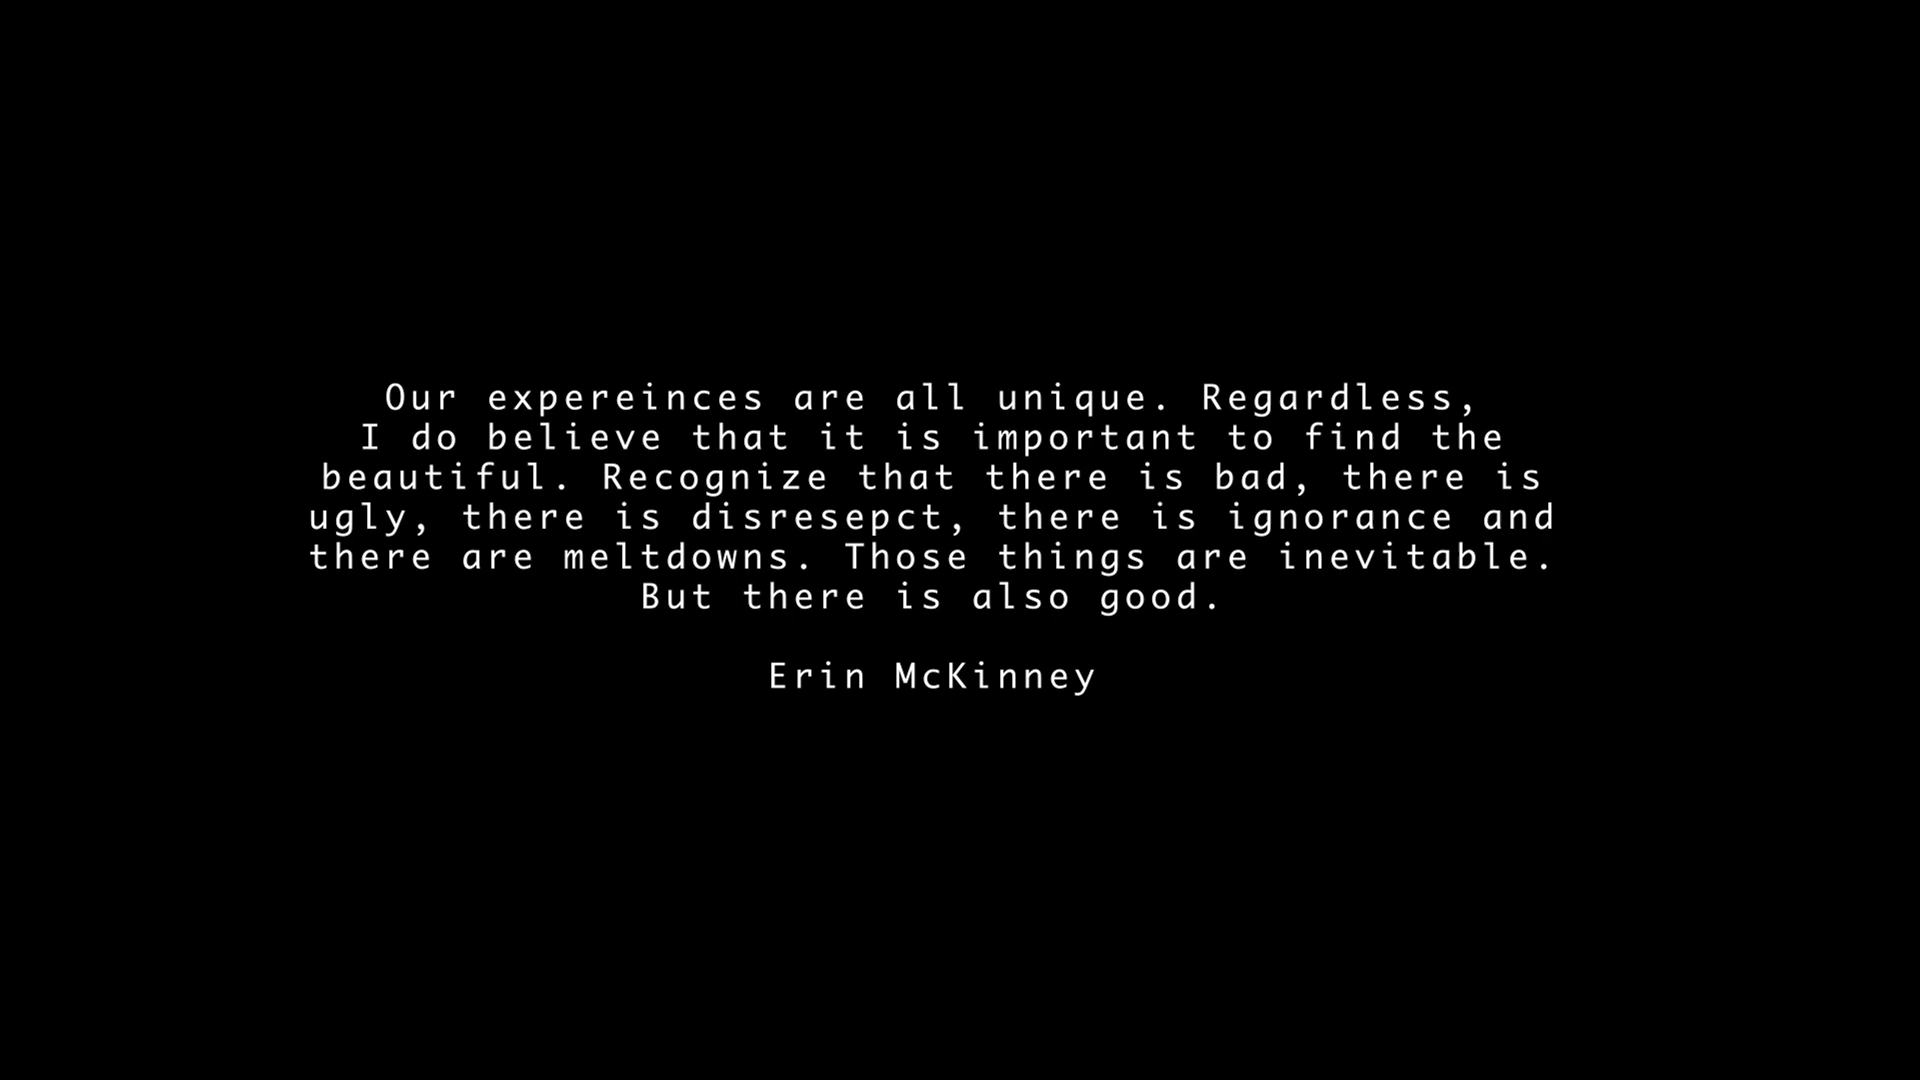 Our expereinces are all unique. Regardless,
I do believe that it is important to find the
beautiful. Recognize that there is bad, there is
ugly, there is disresepct, there is ignorance and
there are meltdowns. Those things are inevitable.
But there is also good.
Erin McKinney